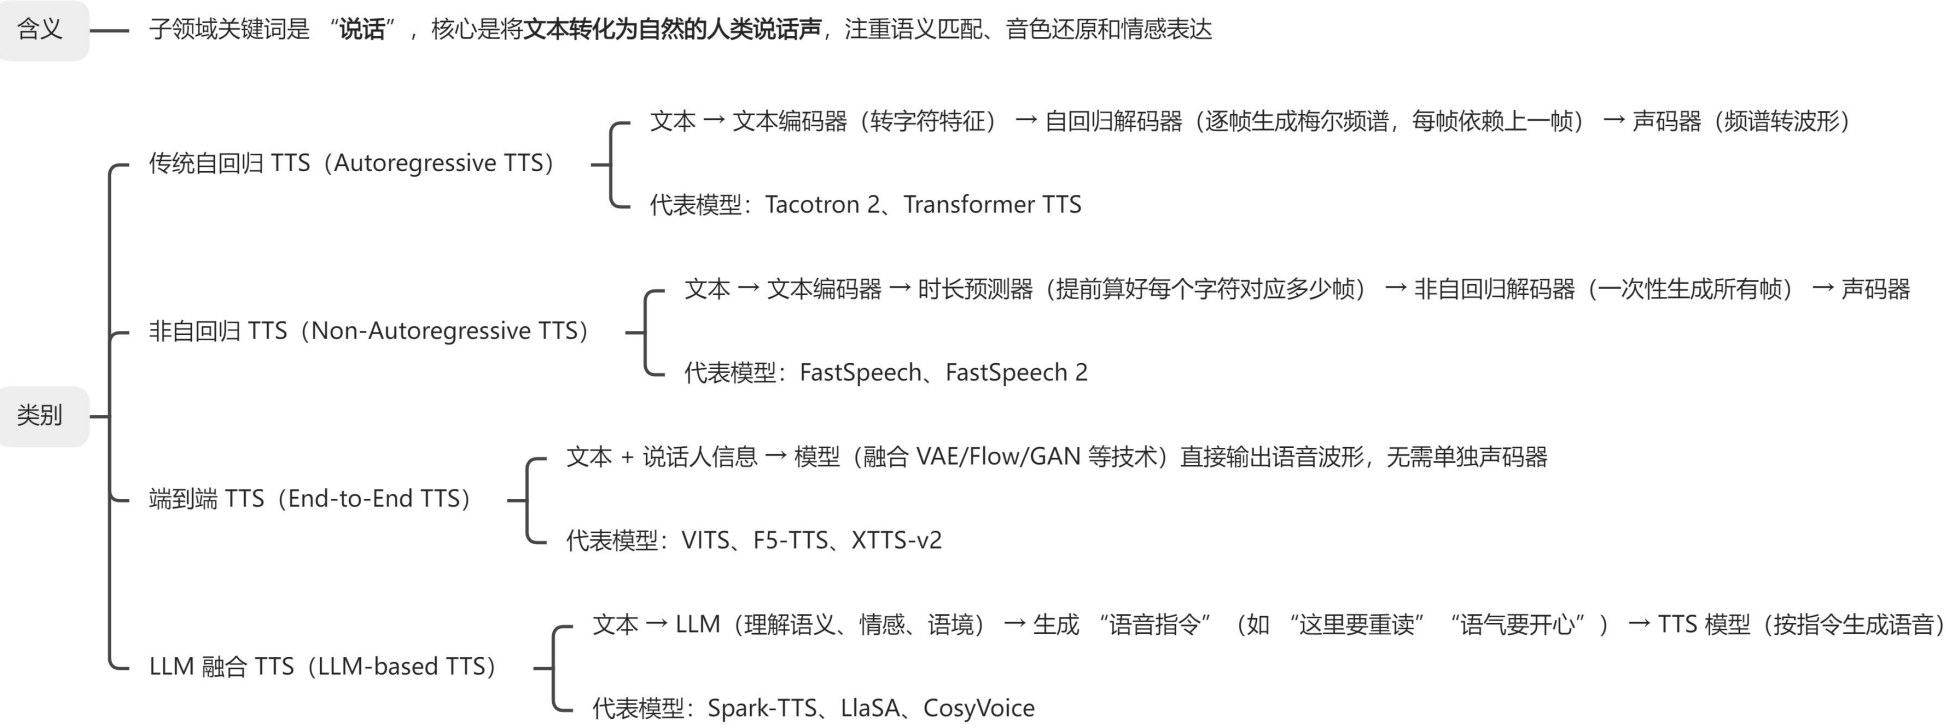 含义
子领域关键词是 “说话”，核心是将文本转化为自然的人类说话声，注重语义匹配、音色还原和情感表达
类别
传统自回归 TTS（Autoregressive TTS）
文本 → 文本编码器（转字符特征） → 自回归解码器（逐帧生成梅尔频谱，每帧依赖上一帧） → 声码器（频谱转波形）
代表模型：Tacotron 2、Transformer TTS
非自回归 TTS（Non-Autoregressive TTS）
文本 → 文本编码器 → 时长预测器（提前算好每个字符对应多少帧） → 非自回归解码器（一次性生成所有帧） → 声码器
代表模型：FastSpeech、FastSpeech 2
端到端 TTS（End-to-End TTS）
文本 + 说话人信息 → 模型（融合 VAE/Flow/GAN 等技术）直接输出语音波形，无需单独声码器
代表模型：VITS、F5-TTS、XTTS-v2
LLM 融合 TTS（LLM-based TTS）
文本 → LLM（理解语义、情感、语境） → 生成 “语音指令” （如 “这里要重读” “语气要开心”） → TTS 模型（按指令生成语音）
代表模型：Spark-TTS、LlaSA、CosyVoice